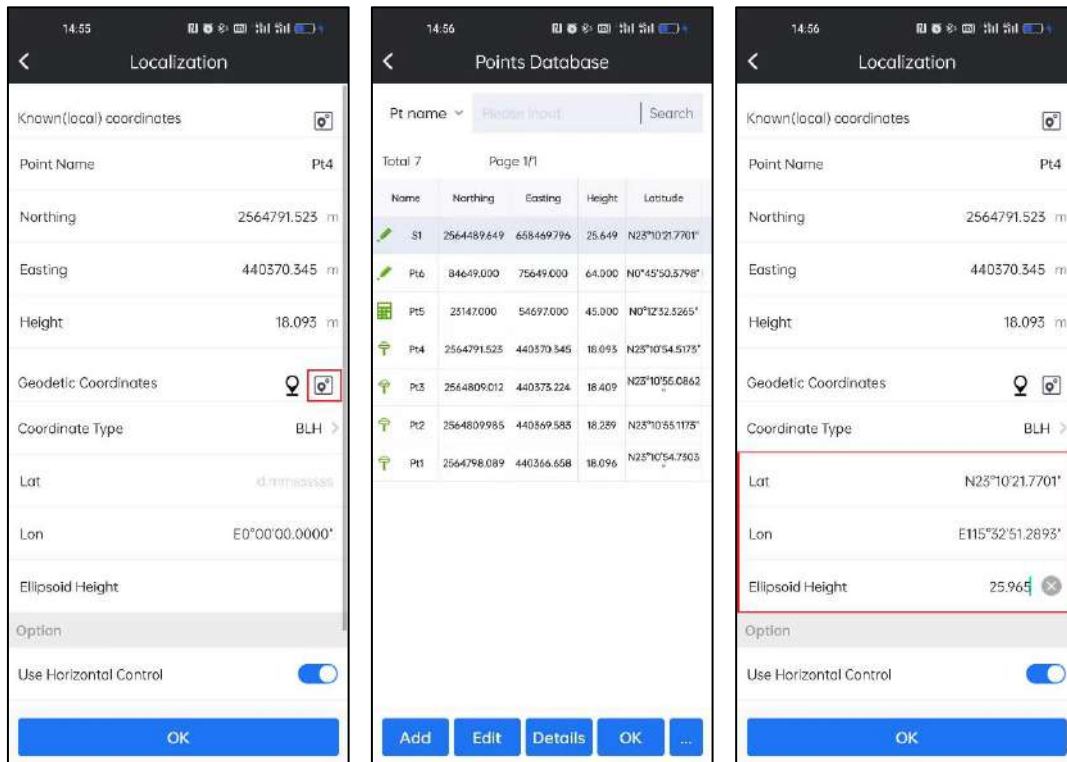 14:55
Localization
Known(local) coordinates
Point Name Pt4
Northing 2564791.523 m
Easting 440370.345 m
Height 18.093 m
Geodetic Coordinates
Coordinate Type BLH
Lat d.mmssssss
Lon E0°00'00.0000"
Ellipsoid Height
Option
Use Horizontal Control
OK
14:56
Points Database
Pt name Please input Search
Total 7 Page 1/1
Name Northing Easting Height Latitude
S1 2564489.649 658469.796 25.649 N23°10'21.7701"
Pt6 84649.000 75649.000 64.000 N0°45'50.3798"
Pt5 23147.000 54697.000 45.000 N0°12'32.3265"
Pt4 2564791.523 440370.345 18.093 N23°10'54.5173"
Pt3 2564809.012 440373.224 18.409 N23°10'55.0862"
Pt2 2564809.985 440369.583 18.239 N23°10'55.1173"
Pt1 2564798.089 440366.658 18.096 N23°10'54.7303"
Add Edit Details OK ...
14:56
Localization
Known(local) coordinates
Point Name Pt4
Northing 2564791.523 m
Easting 440370.345 m
Height 18.093 m
Geodetic Coordinates
Coordinate Type BLH
Lat N23°10'21.7701"
Lon E115°32'51.2893"
Ellipsoid Height 25.965
Option
Use Horizontal Control
OK